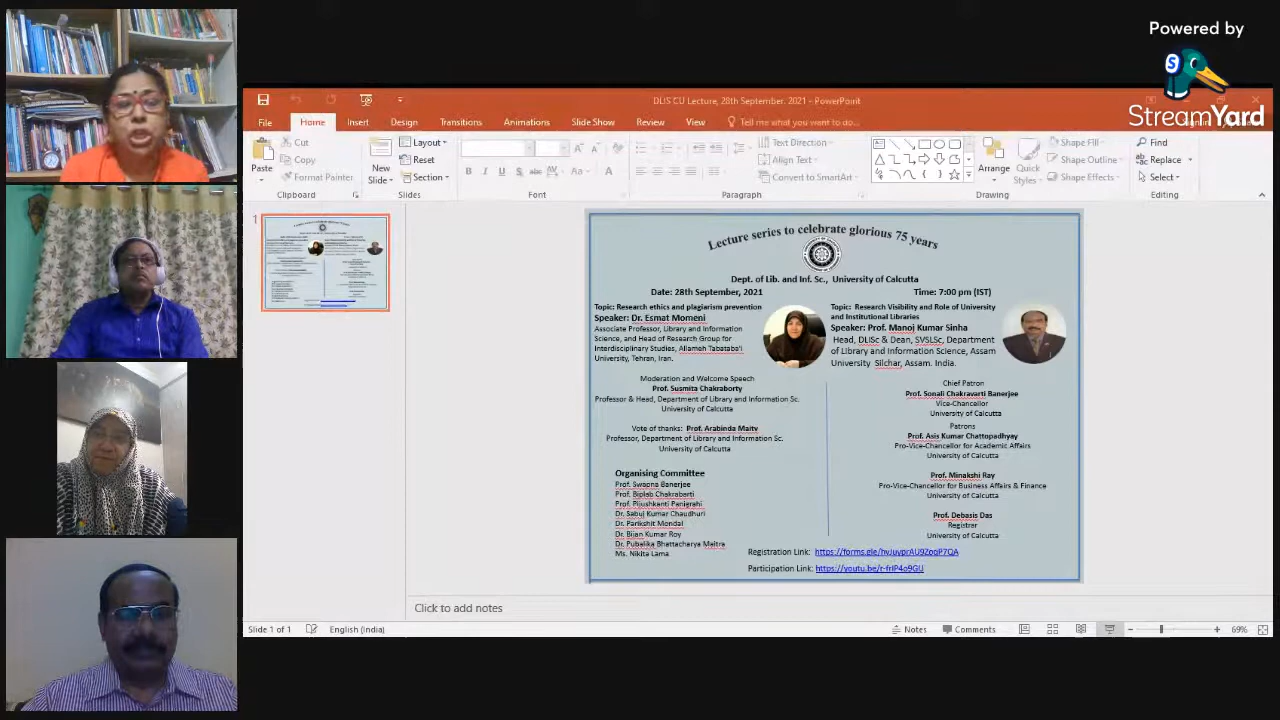 Powered by
StreamYard
DLIS CU Lecture, 28th September. 2021 - PowerPoint
File Home Insert Design Transitions Animations Slide Show Review View Tell me what you want to do...
Paste
Cut
Copy
Format Painter
Clipboard
New
Slide
Layout
Reset
Section
Slides
Font
Text Direction
Align Text
Convert to SmartArt
Paragraph
Arrange
Quick
Styles
Shape Fill
Shape Outline
Shape Effects
Drawing
Find
Replace
Select
Editing
1
Lecture series to celebrate glorious 75 years
Dept. of Lib. and Inf. Sc., University of Calcutta
Date: 28th September, 2021 Time: 7:00 pm (IST)
Topic: Research ethics and plagiarism prevention
Speaker: Dr. Esmat Momeni
Associate Professor, Library and Information
Science, and Head of Research Group for
Interdisciplinary Studies, Allameh Tabataba'i
University, Tehran, Iran.
Topic: Research Visibility and Role of University
and Institutional Libraries
Speaker: Prof. Manoj Kumar Sinha
Head, DLISc & Dean, SVSLSc, Department
of Library and Information Science, Assam
University Silchar, Assam. India.
Moderation and Welcome Speech
Prof. Susmita Chakraborty
Professor & Head, Department of Library and Information Sc.
University of Calcutta
Vote of thanks: Prof. Arabinda Maity
Professor, Department of Library and Information Sc.
University of Calcutta
Organising Committee
Prof. Swapna Banerjee
Prof. Biplab Chakrabarti
Prof. Pijushkanti Panigrahi
Dr. Sabuj Kumar Chaudhuri
Dr. Parikshit Mondal
Dr. Bijan Kumar Roy
Dr. Pubalika Bhattacharya Maitra
Ms. Nikita Lama
Chief Patron
Prof. Sonali Chakravarti Banerjee
Vice-Chancellor
University of Calcutta
Patrons
Prof. Asis Kumar Chattopadhyay
Pro-Vice-Chancellor for Academic Affairs
University of Calcutta
Prof. Minakshi Ray
Pro-Vice-Chancellor for Business Affairs & Finance
University of Calcutta
Prof. Debasis Das
Registrar
University of Calcutta
Registration Link:
Participation Link:
Click to add notes
Slide 1 of 1 English (India) Notes Comments 69%